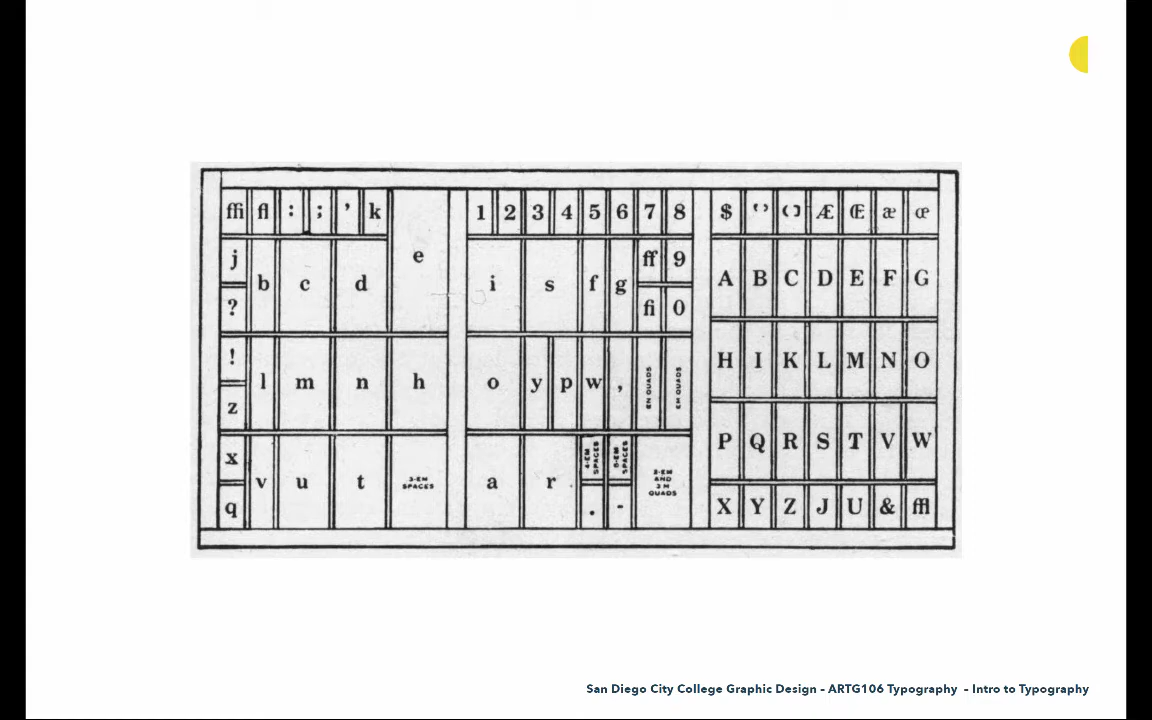 ffi fl : ; ’ k e 1 2 3 4 5 6 7 8 $ ‘ ’ ( ) Æ Œ æ œ
j b c d i s f g ff 9 A B C D E F G
? fi 0
! l m n h o y p w , EN QUADS EM QUADS H I K L M N O
z
x v u t 3-EM a r 4-EM SPACES 5-EM SPACES 2-EM P Q R S T V W
SPACES AND
3 M
QUADS
q . - X Y Z J U & ffl
San Diego City College Graphic Design – ARTG106 Typography – Intro to Typography